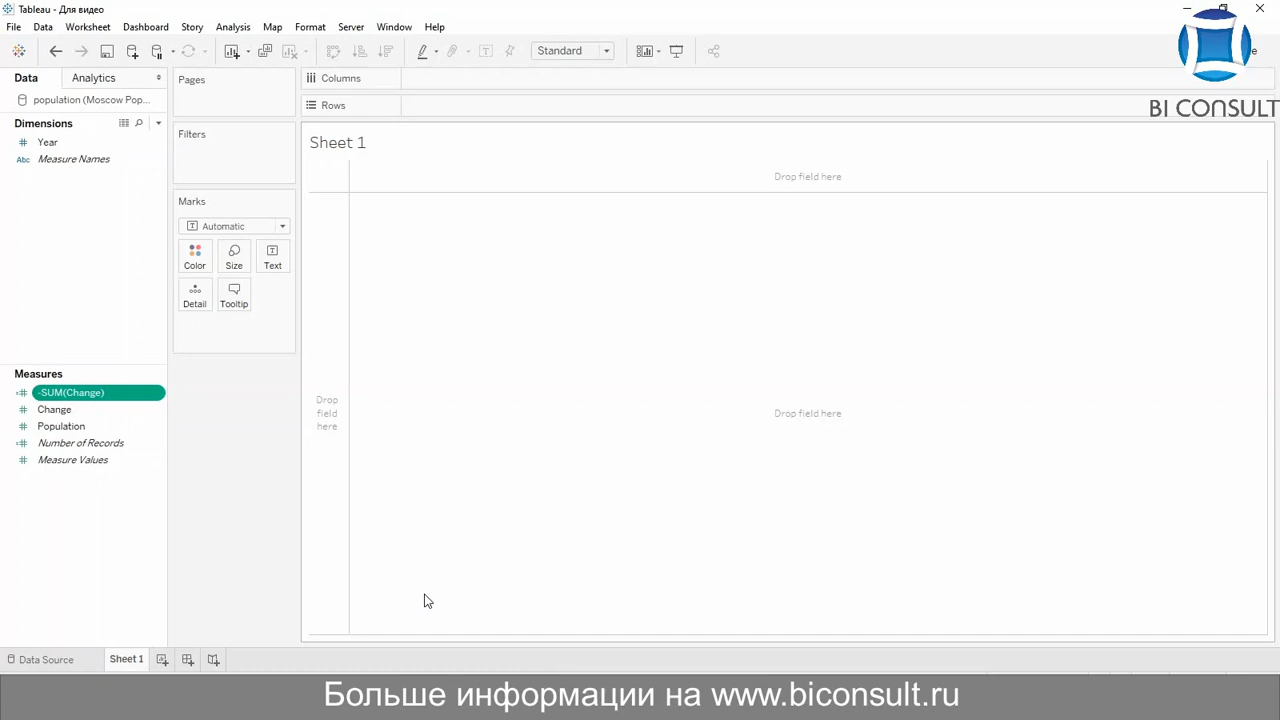 Tableau - Для видео
File Data Worksheet Dashboard Story Analysis Map Format Server Window Help
Standard
BI CONSULT
Data Analytics
population (Moscow Pop...
Dimensions
Year
Abc Measure Names
Measures
-SUM(Change)
Change
Population
Number of Records
Measure Values
Pages
Filters
Marks
Automatic
Color Size Text
Detail Tooltip
Columns
Rows
Sheet 1
Drop field here
Drop
field
here
Drop field here
Data Source Sheet 1
Больше информации на www.biconsult.ru